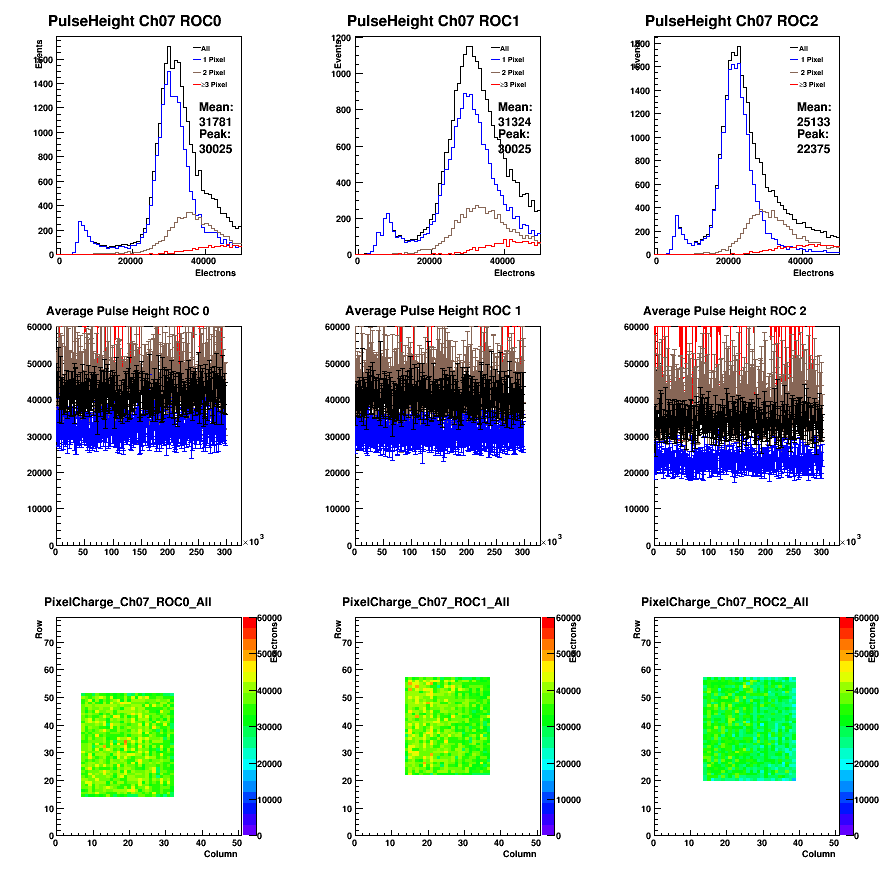 PulseHeight Ch07 ROC0
Events
All
1 Pixel
2 Pixel
≥3 Pixel
Mean:
31781
Peak:
30025
1600
1400
1200
1000
800
600
400
200
0
0 20000 40000
Electrons
PulseHeight Ch07 ROC1
Events
All
1 Pixel
2 Pixel
≥3 Pixel
Mean:
31324
Peak:
30025
1200
1000
800
600
400
200
0
0 20000 40000
Electrons
PulseHeight Ch07 ROC2
Events
All
1 Pixel
2 Pixel
≥3 Pixel
Mean:
25133
Peak:
22375
1800
1600
1400
1200
1000
800
600
400
200
0
0 20000 40000
Electrons
Average Pulse Height ROC 0
60000
50000
40000
30000
20000
10000
0
0 50 100 150 200 250 300
×10³
Average Pulse Height ROC 1
60000
50000
40000
30000
20000
10000
0
0 50 100 150 200 250 300
×10³
Average Pulse Height ROC 2
60000
50000
40000
30000
20000
10000
0
0 50 100 150 200 250 300
×10³
PixelCharge_Ch07_ROC0_All
Row
70
60
50
40
30
20
10
0
0 10 20 30 40 50
Column
60000
50000
40000
30000
20000
10000
0
Electrons
PixelCharge_Ch07_ROC1_All
Row
70
60
50
40
30
20
10
0
0 10 20 30 40 50
Column
60000
50000
40000
30000
20000
10000
0
Electrons
PixelCharge_Ch07_ROC2_All
Row
70
60
50
40
30
20
10
0
0 10 20 30 40 50
Column
60000
50000
40000
30000
20000
10000
0
Electrons